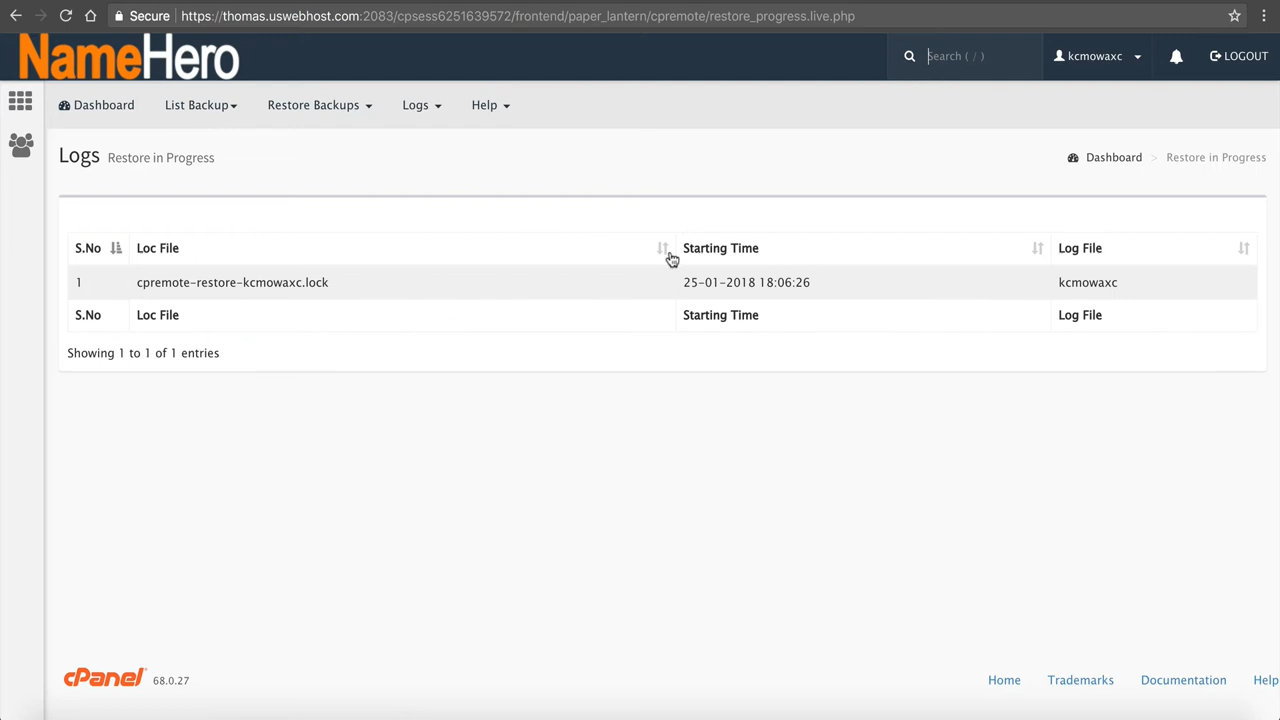 Secure https://thomas.uswebhost.com:2083/cpsess6251639572/frontend/paper_lantern/cpremote/restore_progress.live.php
NameHero Search ( / ) kcmowaxc LOGOUT
Dashboard List Backup Restore Backups Logs Help
Logs Restore in Progress Dashboard > Restore in Progress
S.No Loc File Starting Time Log File
1 cpremote-restore-kcmowaxc.lock 25-01-2018 18:06:26 kcmowaxc
S.No Loc File Starting Time Log File
Showing 1 to 1 of 1 entries
cPanel 68.0.27 Home Trademarks Documentation Help